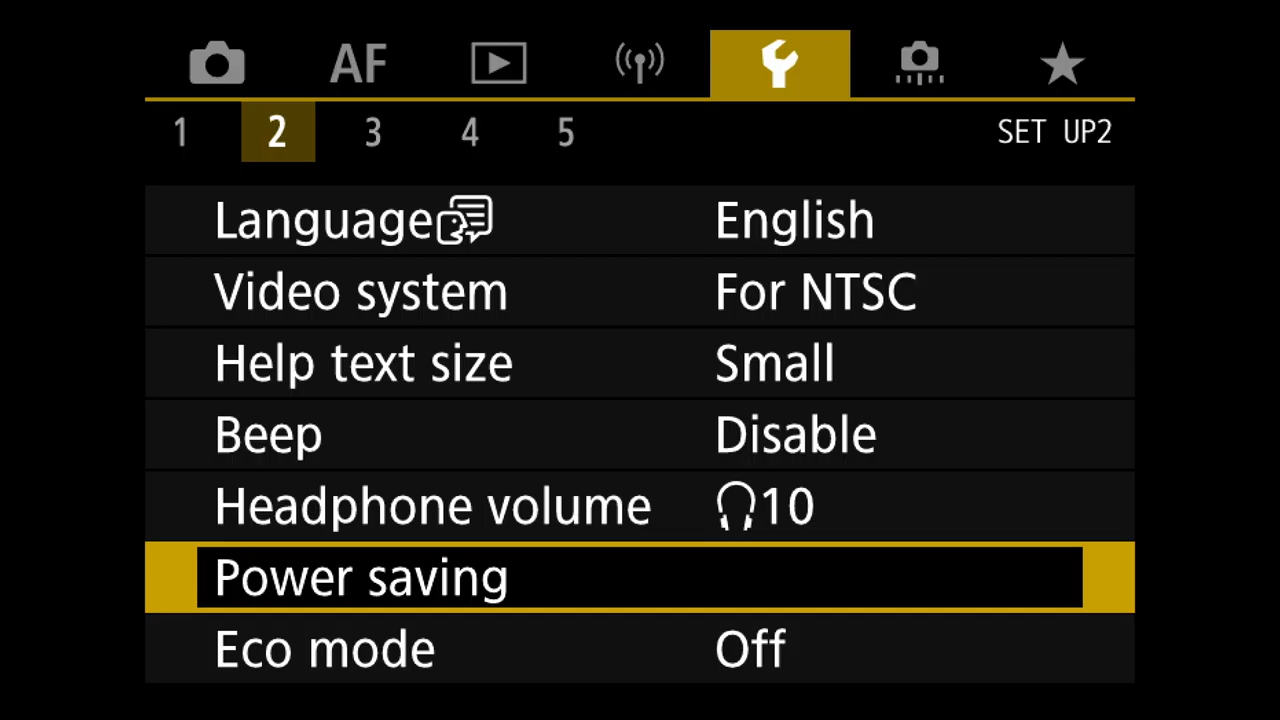 AF
1 2 3 4 5 SET UP2
Language English
Video system For NTSC
Help text size Small
Beep Disable
Headphone volume 10
Power saving
Eco mode Off